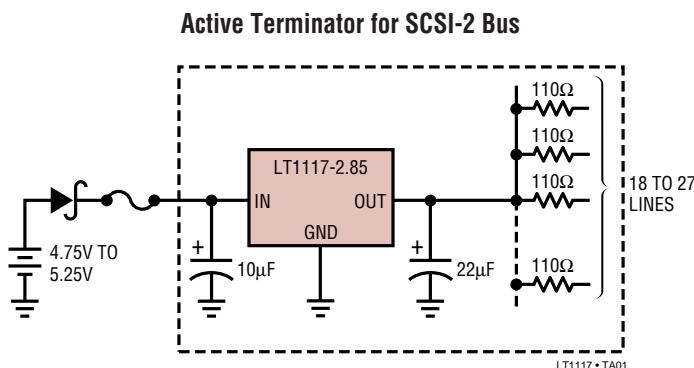 Active Terminator for SCSI-2 Bus
110Ω
110Ω
110Ω
110Ω
18 TO 27
LINES
LT1117-2.85
IN
OUT
GND
4.75V TO
5.25V
+
10µF
+
22µF
LT1117 • TA01